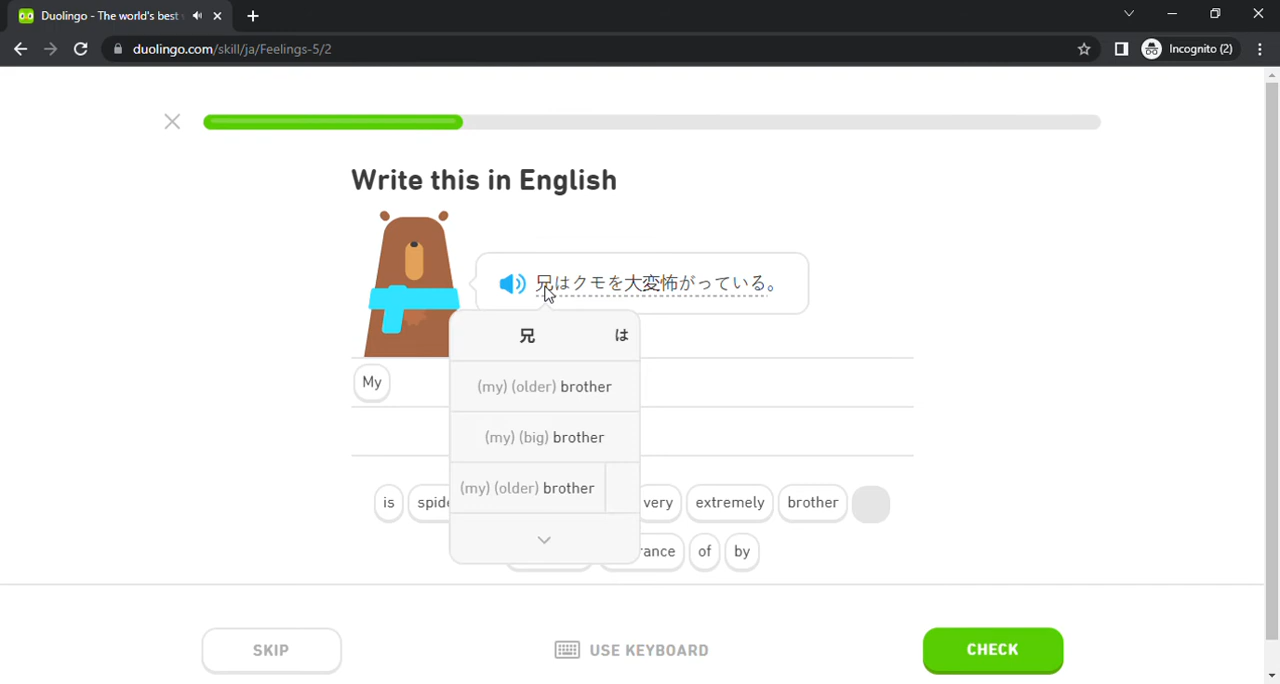 Duolingo - The world's best
duolingo.com/skill/ja/Feelings-5/2
Incognito (2)
Write this in English
兄はクモを大変怖がっている。
兄 は
(my) (older) brother
(my) (big) brother
(my) (older) brother
My
is very extremely brother
of by
SKIP
USE KEYBOARD
CHECK